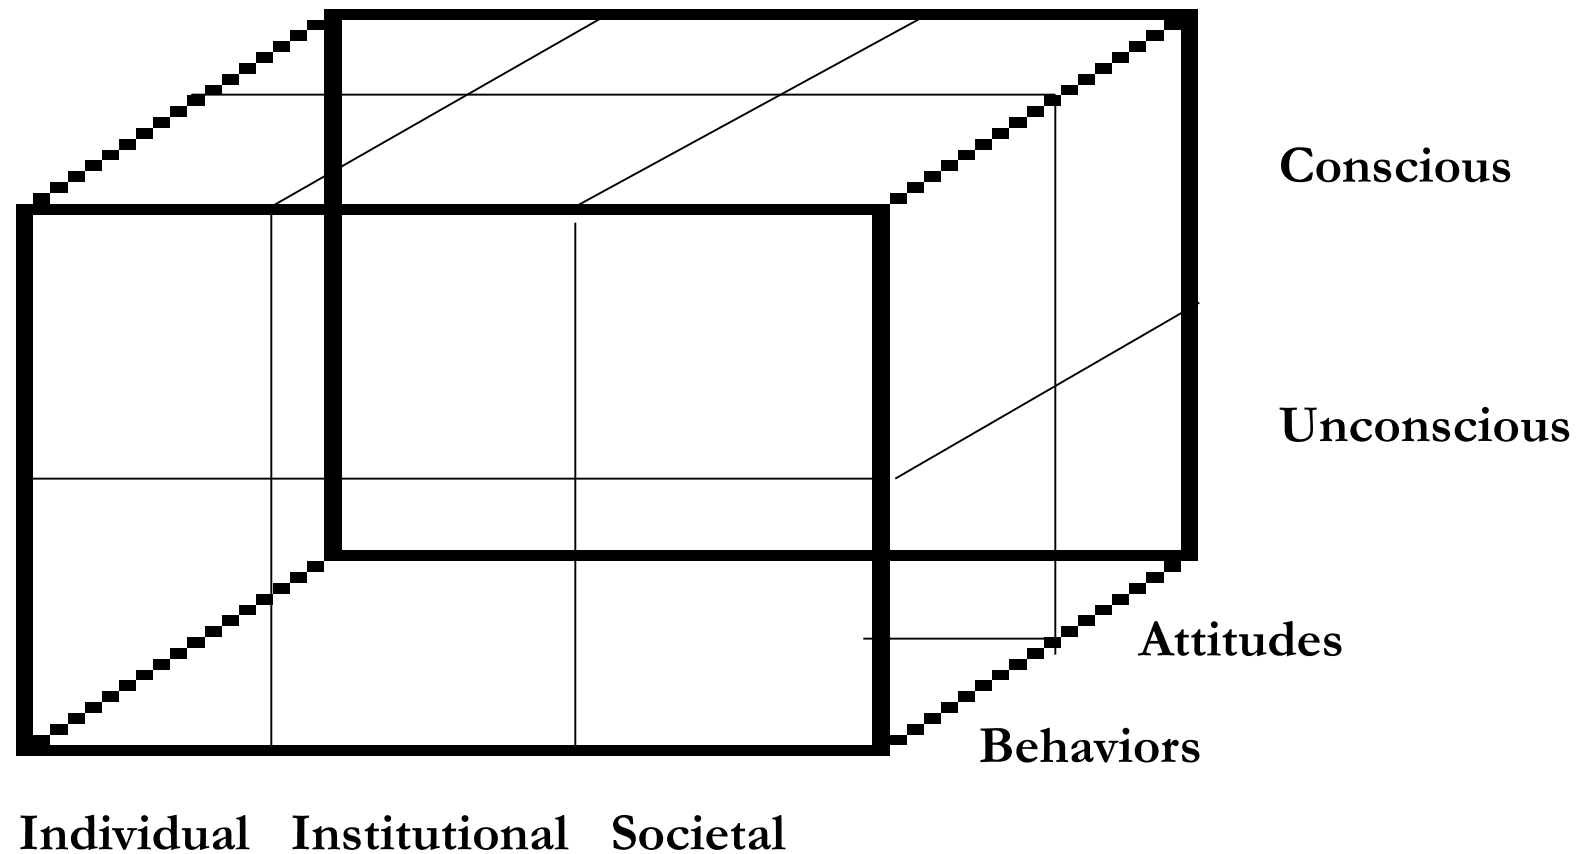 Conscious
Unconscious
Attitudes
Behaviors
Individual Institutional Societal